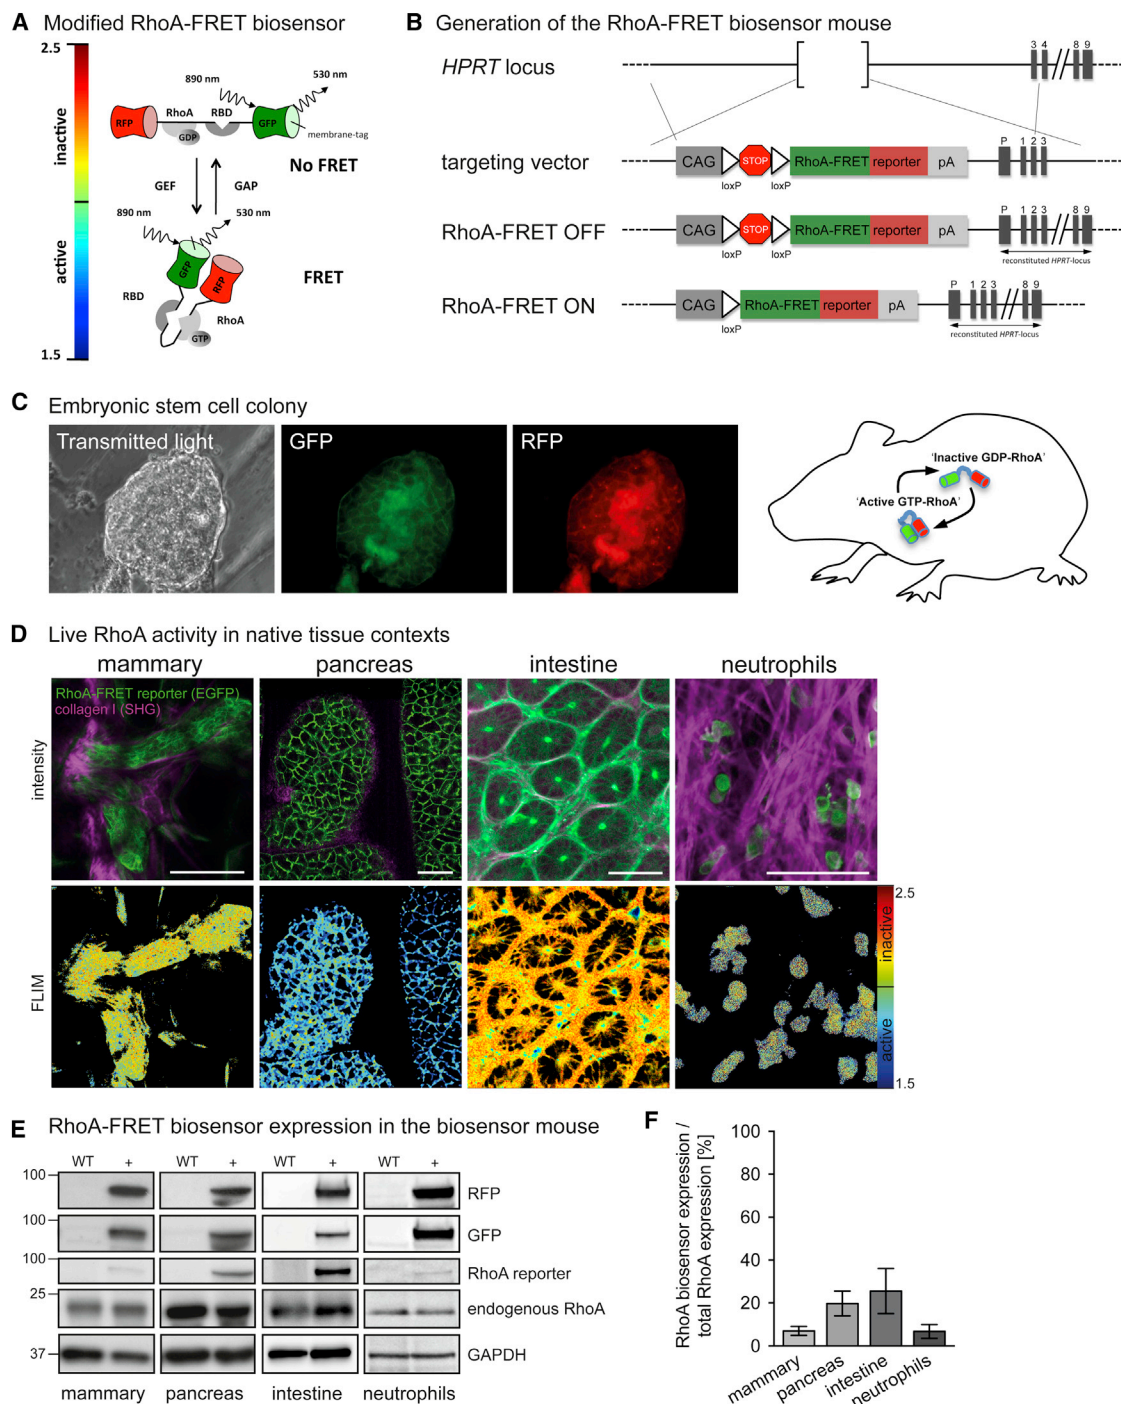 A Modified RhoA-FRET biosensor
2.5
inactive
active
1.5
890 nm
530 nm
RFP
RhoA
RBD
GFP
GDP
membrane-tag
No FRET
GEF
GAP
890 nm
530 nm
GFP
RFP
FRET
RBD
RhoA
GTP
B Generation of the RhoA-FRET biosensor mouse
HPRT locus
3 4 8 9
targeting vector
CAG STOP RhoA-FRET reporter pA
loxP loxP
P 1 2 3
RhoA-FRET OFF
CAG STOP RhoA-FRET reporter pA
loxP loxP
P 1 2 3 8 9
reconstituted HPRT-locus
RhoA-FRET ON
CAG RhoA-FRET reporter pA
loxP
P 1 2 3 8 9
reconstituted HPRT-locus
C Embryonic stem cell colony
Transmitted light
GFP
RFP
'Inactive GDP-RhoA'
'Active GTP-RhoA'
D Live RhoA activity in native tissue contexts
mammary pancreas intestine neutrophils
RhoA-FRET reporter (EGFP)
collagen I (SHG)
intensity
FLIM
2.5
inactive
active
1.5
E RhoA-FRET biosensor expression in the biosensor mouse
WT + WT + WT + WT +
100
RFP
100
GFP
100
RhoA reporter
25
endogenous RhoA
37
GAPDH
mammary pancreas intestine neutrophils
F
RhoA biosensor expression /
total RhoA expression [%]
100
80
60
40
20
0
mammary
pancreas
intestine
neutrophils